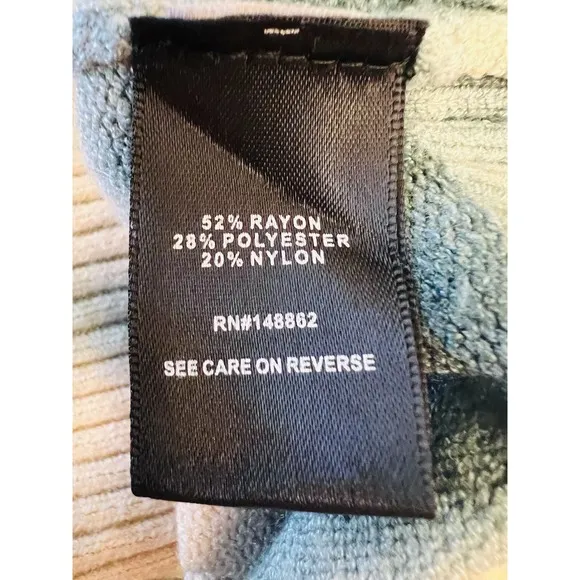 52% RAYON
28% POLYESTER
20% NYLON
RN#148862
SEE CARE ON REVERSE